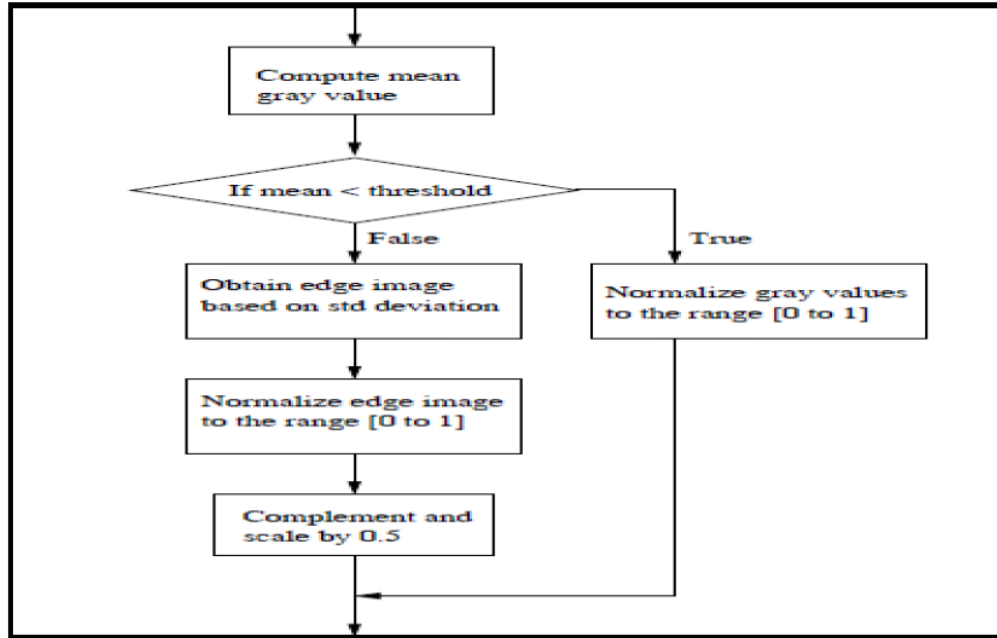 Compute mean
gray value
If mean < threshold
False
True
Obtain edge image
based on std deviation
Normalize gray values
to the range [0 to 1]
Normalize edge image
to the range [0 to 1]
Complement and
scale by 0.5